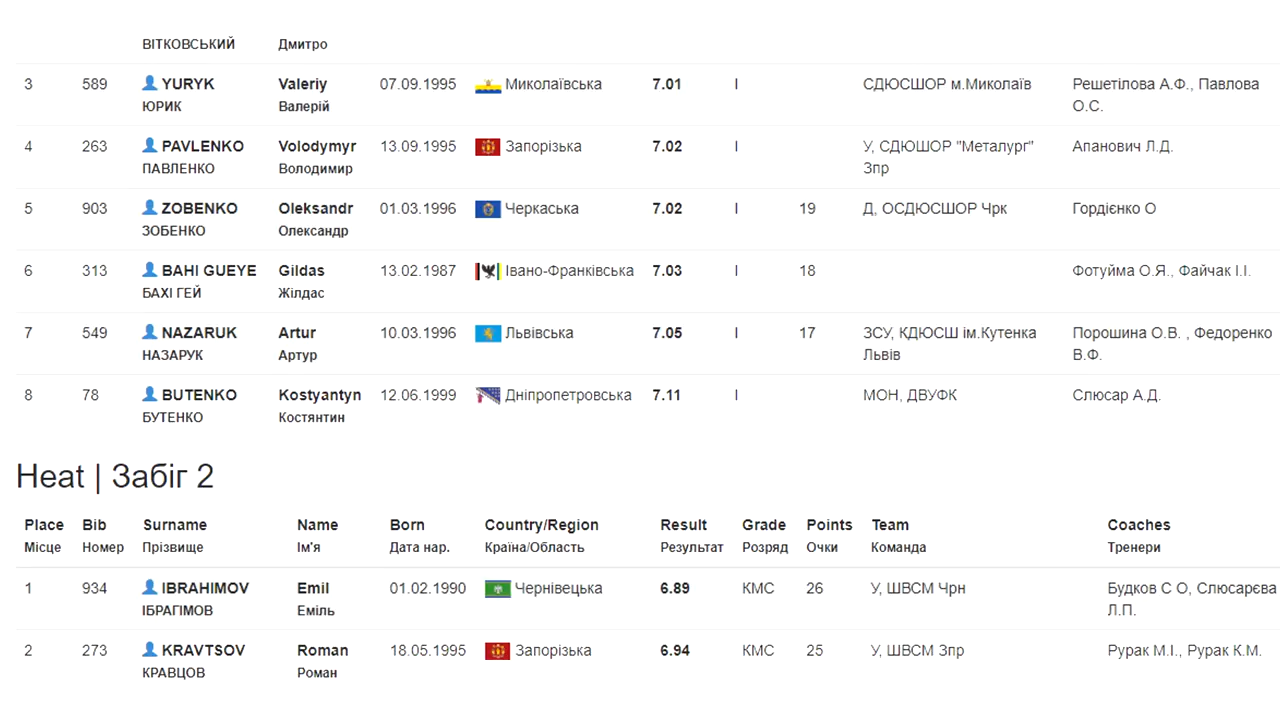 ВІТКОВСЬКИЙ Дмитро
3 589 YURYK Valeriy 07.09.1995 Миколаївська 7.01 I СДЮСШОР м.Миколаїв Решетілова А.Ф., Павлова
ЮРИК Валерій О.С.
4 263 PAVLENKO Volodymyr 13.09.1995 Запорізька 7.02 I У, СДЮШОР "Металург" Апанович Л.Д.
ПАВЛЕНКО Володимир Зпр
5 903 ZOBENKO Oleksandr 01.03.1996 Черкаська 7.02 I 19 Д, ОСДЮСШОР Чрк Гордієнко О
ЗОБЕНКО Олександр
6 313 BAHI GUEYE Gildas 13.02.1987 Івано-Франківська 7.03 I 18 Фотуйма О.Я., Файчак І.І.
БАХІ ГЕЙ Жілдас
7 549 NAZARUK Artur 10.03.1996 Львівська 7.05 I 17 ЗСУ, КДЮСШ ім.Кутенка Порошина О.В. , Федоренко
НАЗАРУК Артур Львів В.Ф.
8 78 BUTENKO Kostyantyn 12.06.1999 Дніпропетровська 7.11 I МОН, ДВУФК Слюсар А.Д.
БУТЕНКО Костянтин
Heat | Забіг 2
Place Bib Surname Name Born Country/Region Result Grade Points Team Coaches
Місце Номер Прізвище Ім'я Дата нар. Країна/Область Результат Розряд Очки Команда Тренери
1 934 IBRAHIMOV Emil 01.02.1990 Чернівецька 6.89 КМС 26 У, ШВСМ Чрн Будков С О, Слюсарєва
ІБРАГІМОВ Еміль Л.П.
2 273 KRAVTSOV Roman 18.05.1995 Запорізька 6.94 КМС 25 У, ШВСМ Зпр Рурак М.І., Рурак К.М.
КРАВЦОВ Роман